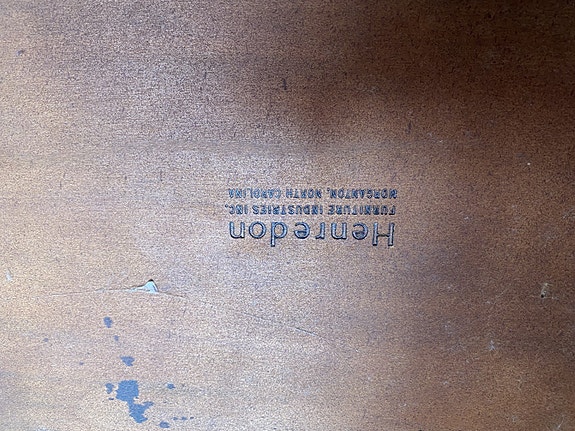 Henredon
FURNITURE INDUSTRIES INC.
MORGANTON, NORTH CAROLINA